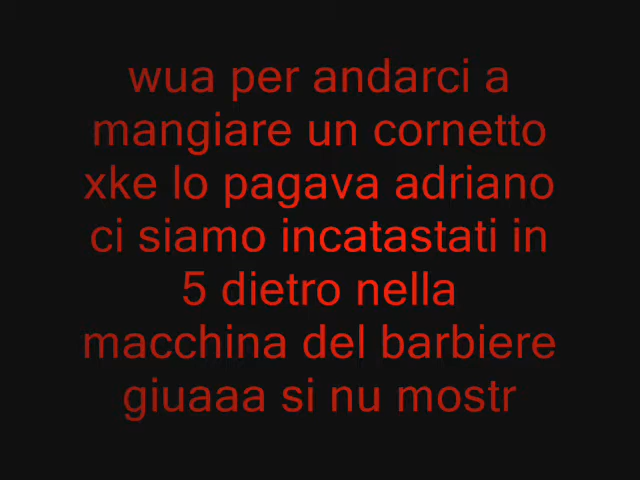 wua per andarci a
mangiare un cornetto
xke lo pagava adriano
ci siamo incatastati in
5 dietro nella
macchina del barbiere
giuaaa si nu mostr